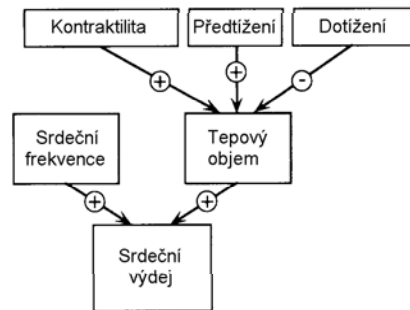 Kontraktilita
Předtížení
Dotížení
+
+
-
Srdeční
frekvence
Tepový
objem
+
+
Srdeční
výdej